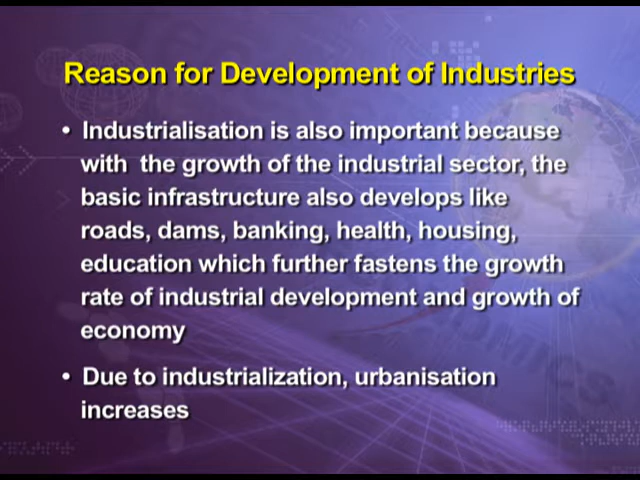 Reason for Development of Industries
• Industrialisation is also important because
with the growth of the industrial sector, the
basic infrastructure also develops like
roads, dams, banking, health, housing,
education which further fastens the growth
rate of industrial development and growth of
economy
• Due to industrialization, urbanisation
increases